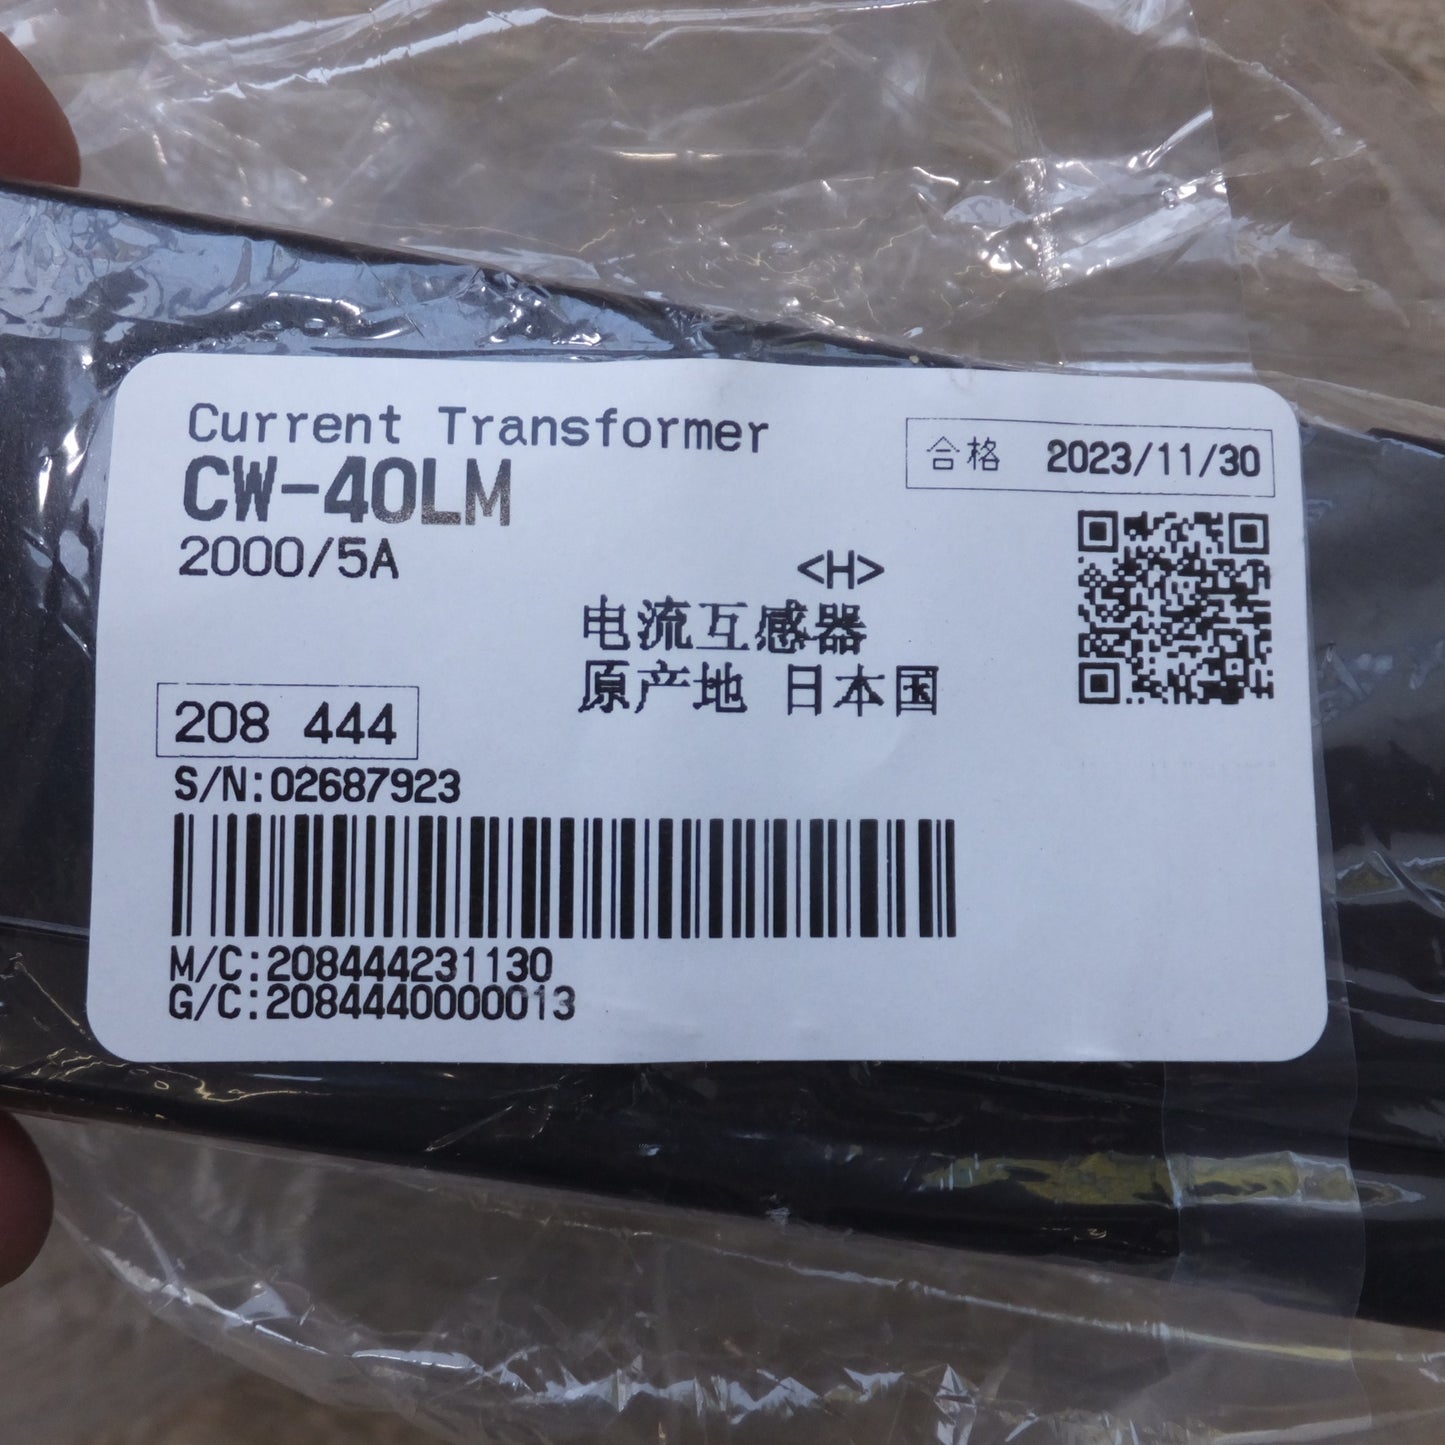 Current Transformer
CW-40LM
2000/5A
合格 2023/11/30
<H>
电流互感器
原产地 日本国
208 444
S/N:02687923
M/C:208444231130
G/C:2084440000013